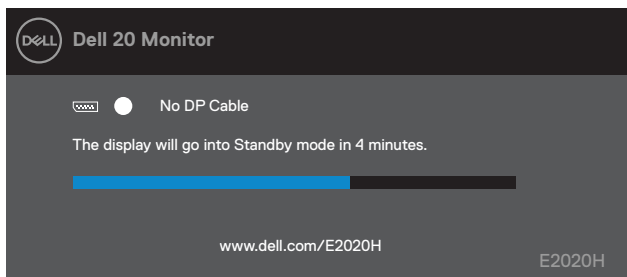 DELL
Dell 20 Monitor
No DP Cable
The display will go into Standby mode in 4 minutes.
www.dell.com/E2020H
E2020H